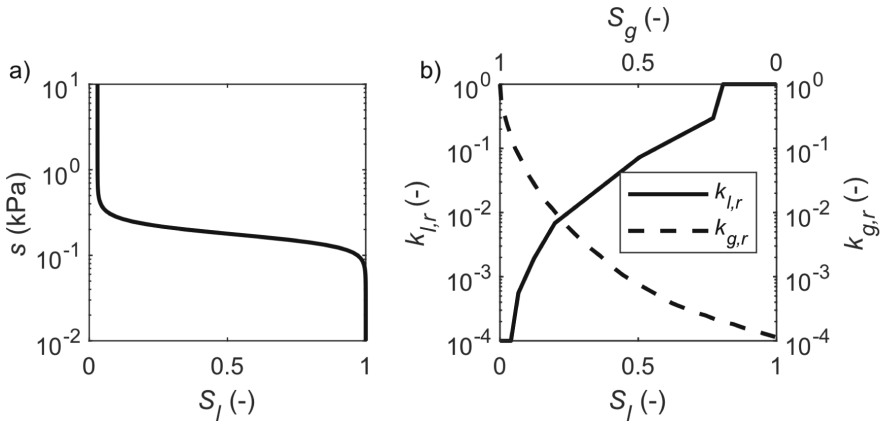 S_g (-)
a)
b)
1
0.5
0
10^1
10^0
10^-1
10^-2
s (kPa)
0
0.5
1
S_l (-)
10^0
10^-1
10^-2
10^-3
10^-4
k_l,r (-)
k_l,r
k_g,r
10^0
10^-1
10^-2
10^-3
10^-4
k_g,r (-)
0
0.5
1
S_l (-)